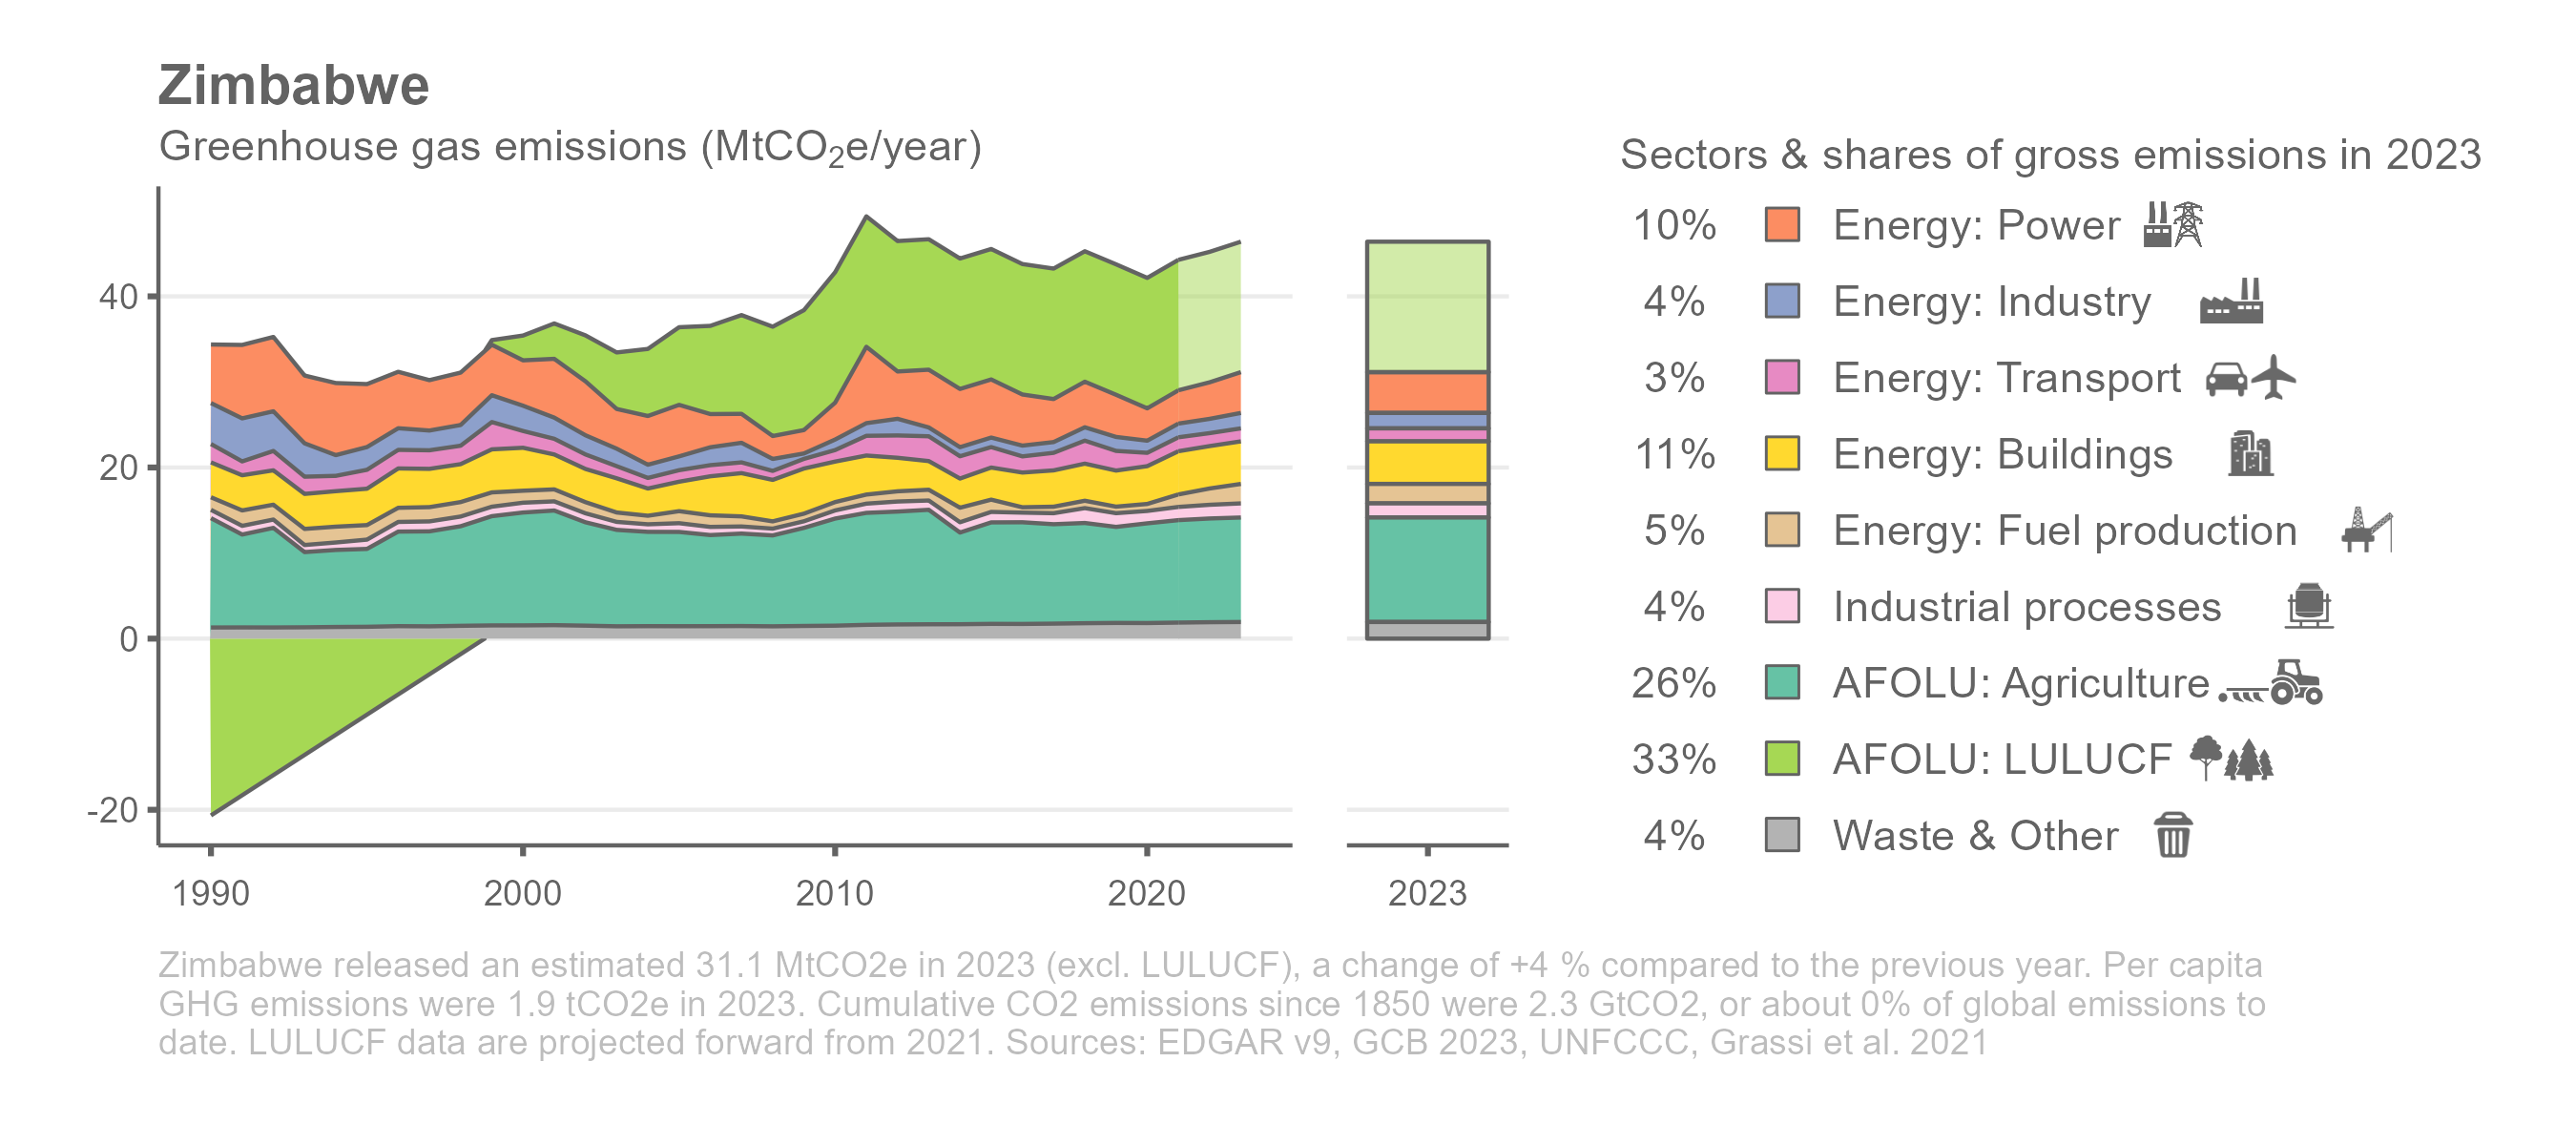 Zimbabwe
Greenhouse gas emissions (MtCO₂e/year)
40
20
0
-20
1990 2000 2010 2020 2023
Sectors & shares of gross emissions in 2023
10% Energy: Power
4% Energy: Industry
3% Energy: Transport
11% Energy: Buildings
5% Energy: Fuel production
4% Industrial processes
26% AFOLU: Agriculture
33% AFOLU: LULUCF
4% Waste & Other
Zimbabwe released an estimated 31.1 MtCO2e in 2023 (excl. LULUCF), a change of +4 % compared to the previous year. Per capita
GHG emissions were 1.9 tCO2e in 2023. Cumulative CO2 emissions since 1850 were 2.3 GtCO2, or about 0% of global emissions to
date. LULUCF data are projected forward from 2021. Sources: EDGAR v9, GCB 2023, UNFCCC, Grassi et al. 2021